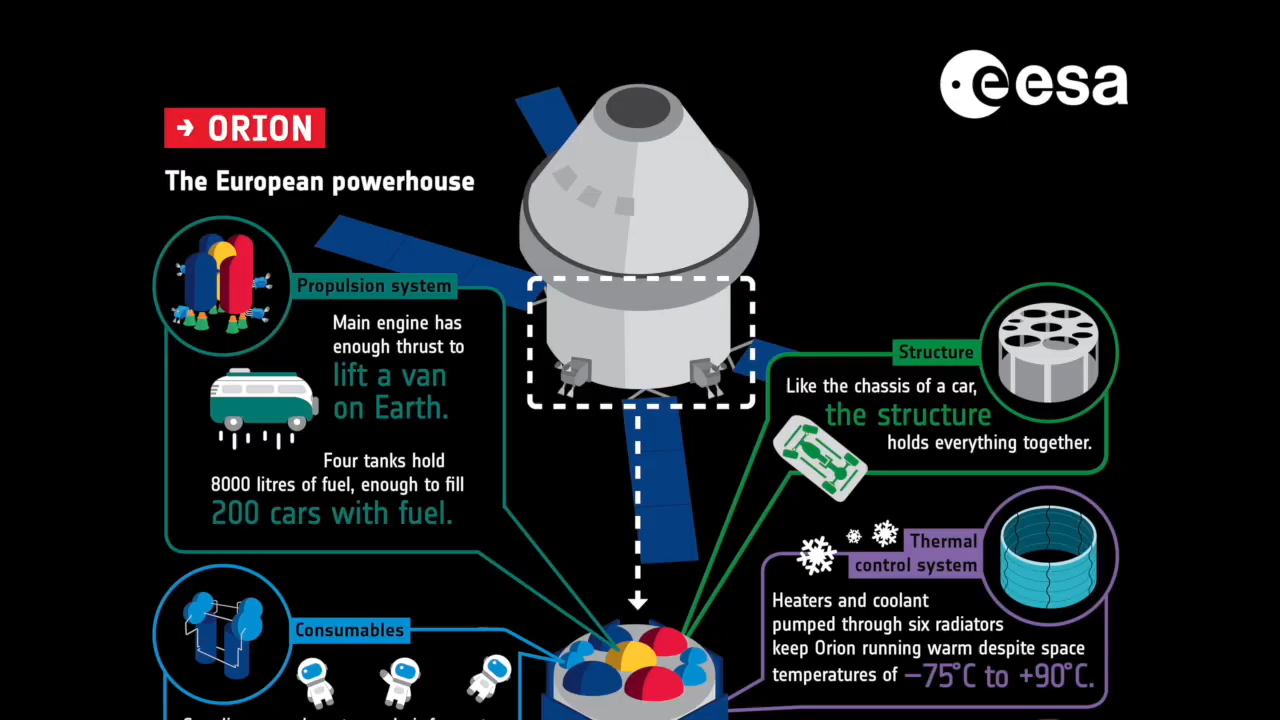 esa
→ ORION
The European powerhouse
Propulsion system
Main engine has
enough thrust to
lift a van
on Earth.
Four tanks hold
8000 litres of fuel, enough to fill
200 cars with fuel.
Structure
Like the chassis of a car,
the structure
holds everything together.
Thermal
control system
Heaters and coolant
pumped through six radiators
keep Orion running warm despite space
temperatures of –75°C to +90°C.
Consumables